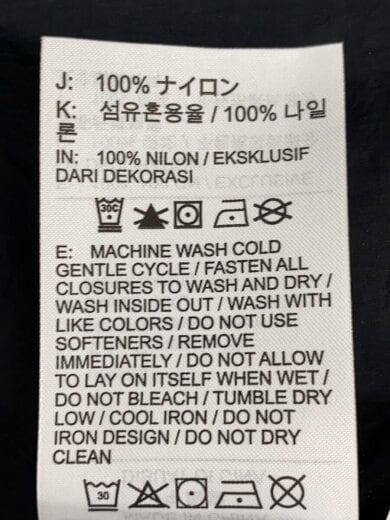 J: 100% ナイロン
K: 섬유혼용율 / 100% 나일
론
IN: 100% NILON / EKSKLUSIF
DARI DEKORASI
30C
E: MACHINE WASH COLD
GENTLE CYCLE / FASTEN ALL
CLOSURES TO WASH AND DRY /
WASH INSIDE OUT / WASH WITH
LIKE COLORS / DO NOT USE
SOFTENERS / REMOVE
IMMEDIATELY / DO NOT ALLOW
TO LAY ON ITSELF WHEN WET /
DO NOT BLEACH / TUMBLE DRY
LOW / COOL IRON / DO NOT
IRON DESIGN / DO NOT DRY
CLEAN
30